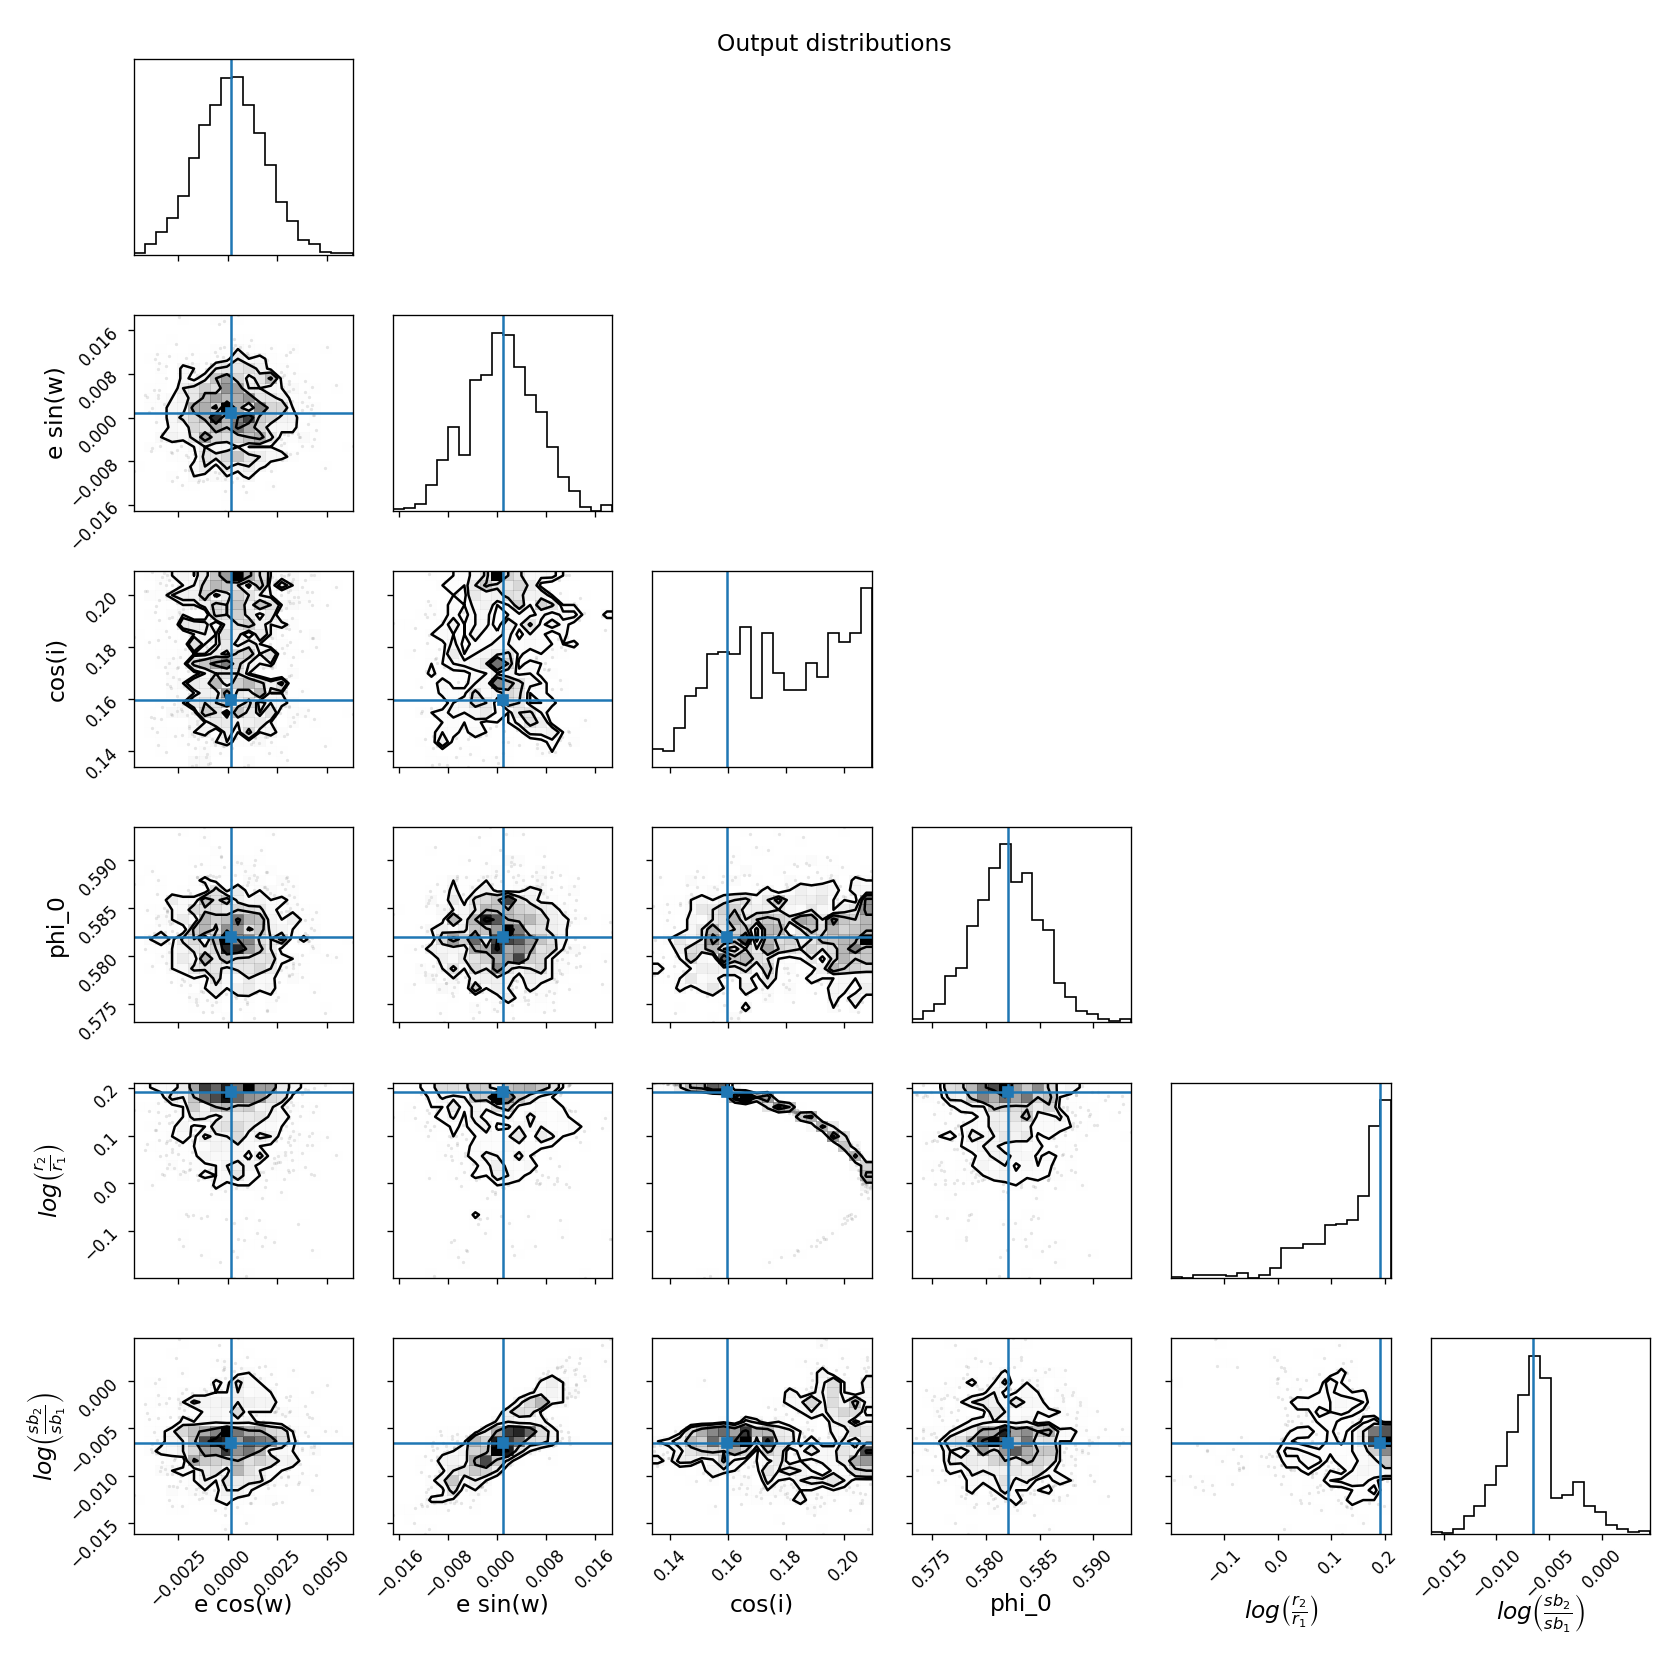 Output distributions
e sin(w)
0.016
0.008
0.000
−0.008
−0.016
cos(i)
0.20
0.18
0.16
0.14
phi_0
0.590
0.585
0.580
0.575
log(r₂/r₁)
0.2
0.1
0.0
−0.1
log(sb₂/sb₁)
0.000
−0.005
−0.010
−0.015
−0.0025 0.0000 0.0025 0.0050 −0.016 −0.008 0.000 0.008 0.016 0.14 0.16 0.18 0.20 0.575 0.580 0.585 0.590 −0.1 0.0 0.1 0.2 −0.015 −0.010 −0.005 0.000
e cos(w) e sin(w) cos(i) phi_0 log(r₂/r₁) log(sb₂/sb₁)